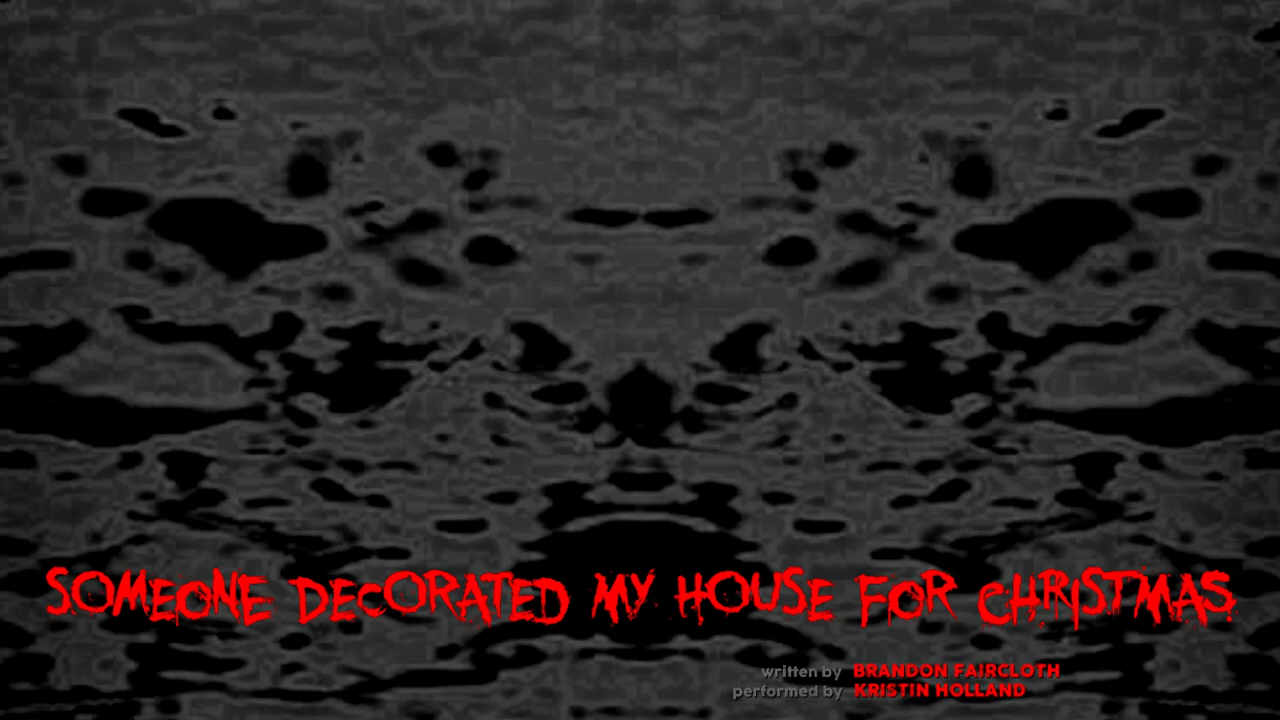 SOMEONE DECORATED MY HOUSE FOR CHRISTMAS
written by BRANDON FAIRCLOTH
performed by KRISTIN HOLLAND